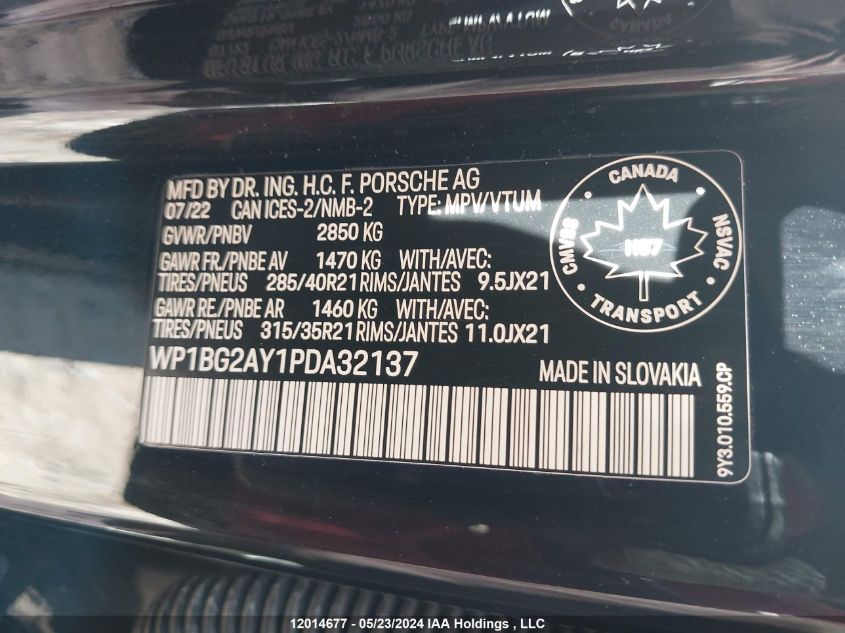 MFD BY DR. ING. H.C. F. PORSCHE AG
07/22 CAN ICES-2/NMB-2 TYPE: MPV/VTUM
GVWR/PNBV 2850 KG
GAWR FR./PNBE AV 1470 KG WITH/AVEC:
TIRES/PNEUS 285/40R21 RIMS/JANTES 9.5JX21
GAWR RE./PNBE AR 1460 KG WITH/AVEC:
TIRES/PNEUS 315/35R21 RIMS/JANTES 11.0JX21
WP1BG2AY1PDA32137 MADE IN SLOVAKIA
CANADA
CMVSS NSVAC
TRANSPORT
9Y3.010.559.CP
12014677 - 05/23/2024 IAA Holdings , LLC